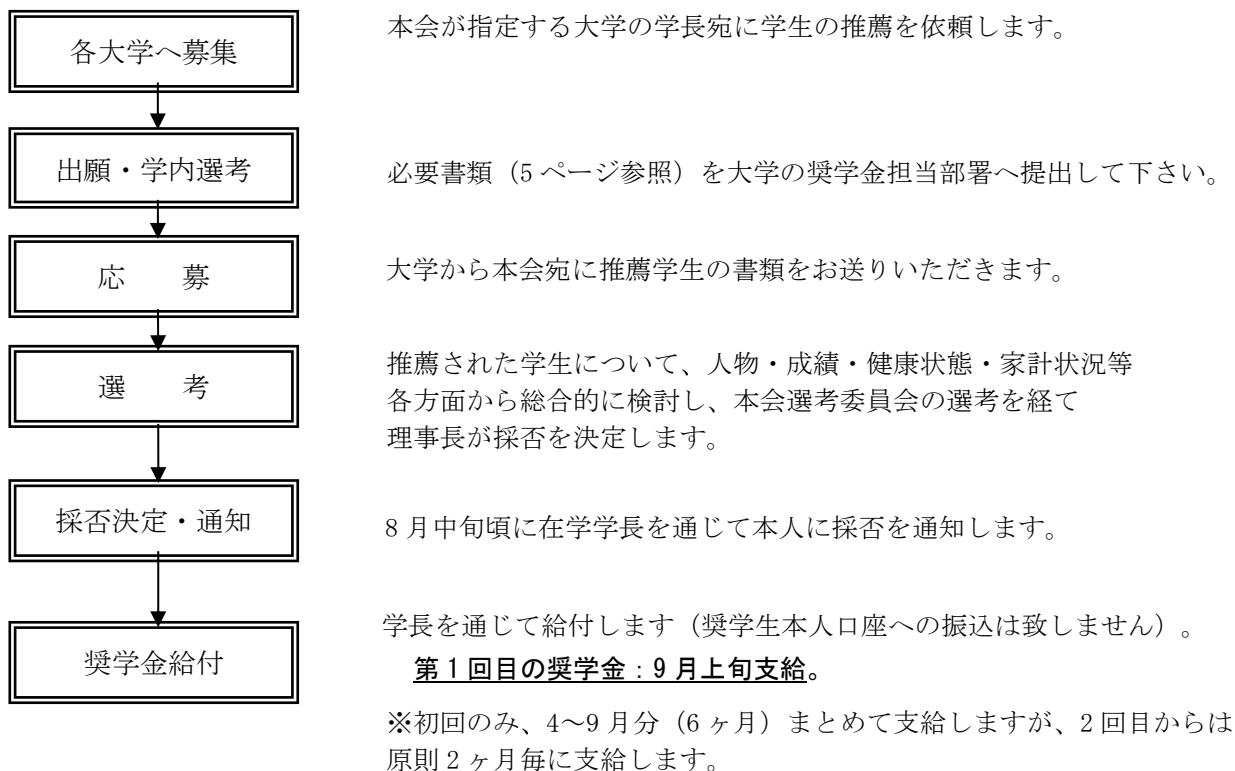 各大学へ募集
本会が指定する大学の学長宛に学生の推薦を依頼します。
出願・学内選考
必要書類（5 ページ参照）を大学の奨学金担当部署へ提出して下さい。
応　　募
大学から本会宛に推薦学生の書類をお送りいただきます。
選　　考
推薦された学生について、人物・成績・健康状態・家計状況等
各方面から総合的に検討し、本会選考委員会の選考を経て
理事長が採否を決定します。
採否決定・通知
8 月中旬頃に在学学長を通じて本人に採否を通知します。
奨学金給付
学長を通じて給付します（奨学生本人口座への振込は致しません）。
第 1 回目の奨学金：9 月上旬支給。
※初回のみ、4～9 月分（6 ヶ月）まとめて支給しますが、2 回目からは
原則 2 ヶ月毎に支給します。